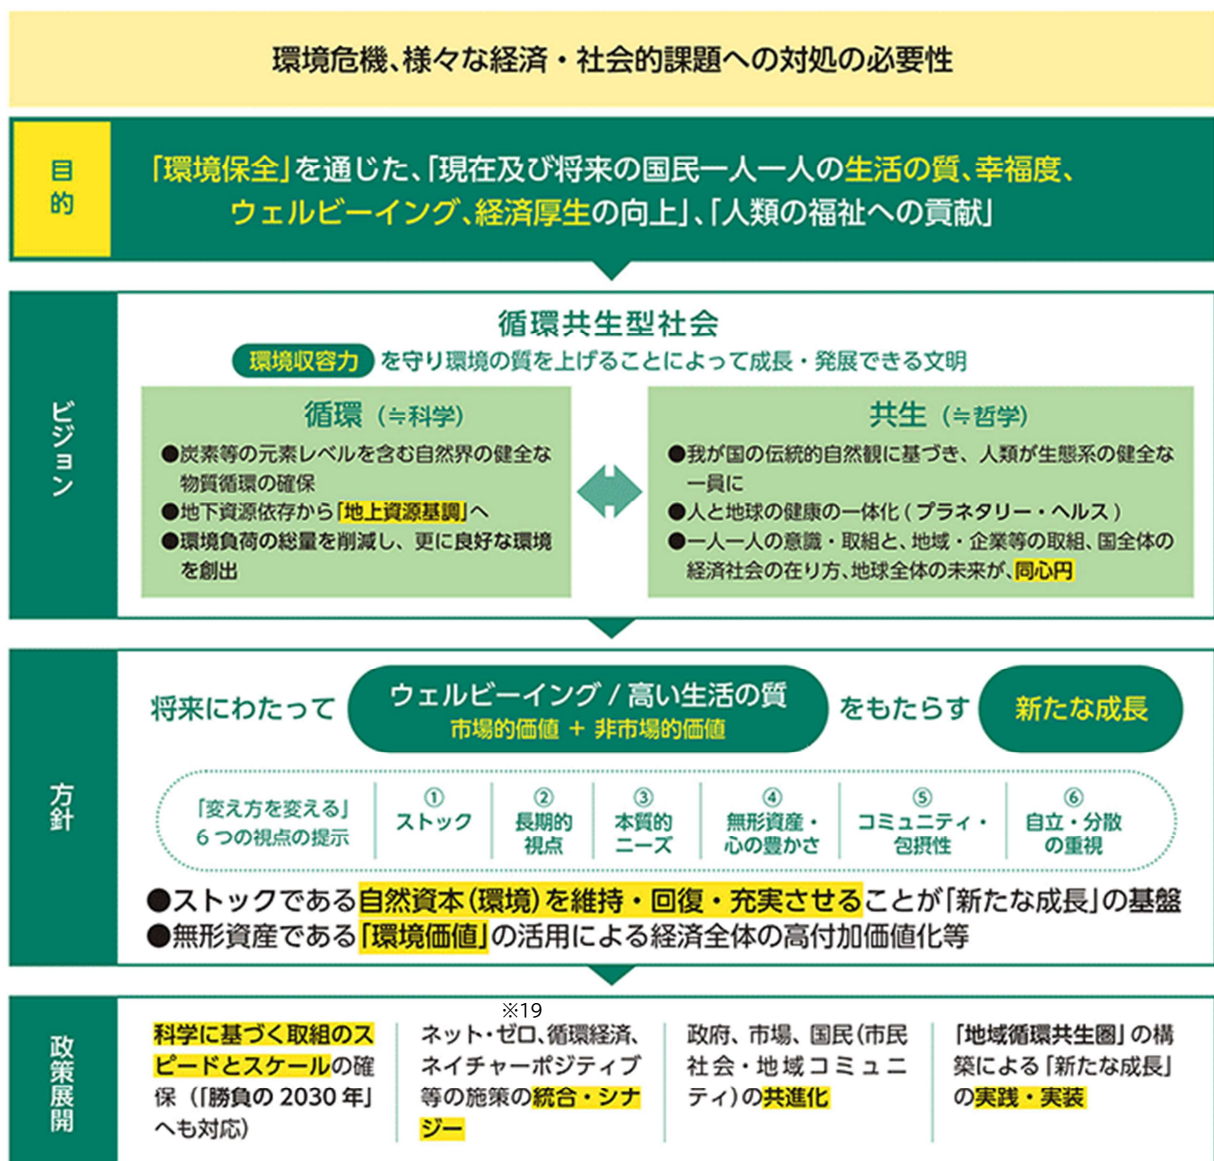 環境危機、様々な経済・社会的課題への対処の必要性
目的
「環境保全」を通じた、「現在及び将来の国民一人一人の生活の質、幸福度、
ウェルビーイング、経済厚生の向上」、「人類の福祉への貢献」
ビジョン
循環共生型社会
環境収容力 を守り環境の質を上げることによって成長・発展できる文明
循環（≒科学）
●炭素等の元素レベルを含む自然界の健全な
物質循環の確保
●地下資源依存から「地上資源基調」へ
●環境負荷の総量を削減し、更に良好な環境
を創出
共生（≒哲学）
●我が国の伝統的自然観に基づき、人類が生態系の健全な
一員に
●人と地球の健康の一体化（プラネタリー・ヘルス）
●一人一人の意識・取組と、地域・企業等の取組、国全体の
経済社会の在り方、地球全体の未来が、同心円
方針
将来にわたって ウェルビーイング / 高い生活の質 をもたらす 新たな成長
市場的価値 + 非市場的価値
「変え方を変える」
6つの視点の提示
①
ストック
②
長期的
視点
③
本質的
ニーズ
④
無形資産・
心の豊かさ
⑤
コミュニティ・
包摂性
⑥
自立・分散
の重視
●ストックである自然資本（環境）を維持・回復・充実させることが「新たな成長」の基盤
●無形資産である「環境価値」の活用による経済全体の高付加価値化等
政策展開
科学に基づく取組のス
ピードとスケールの確
保（「勝負の2030年」
へも対応）
※19
ネット・ゼロ、循環経済、
ネイチャーポジティブ
等の施策の統合・シナ
ジー
政府、市場、国民（市民
社会・地域コミュニ
ティ）の共進化
「地域循環共生圏」の構
築による「新たな成長」
の実践・実装